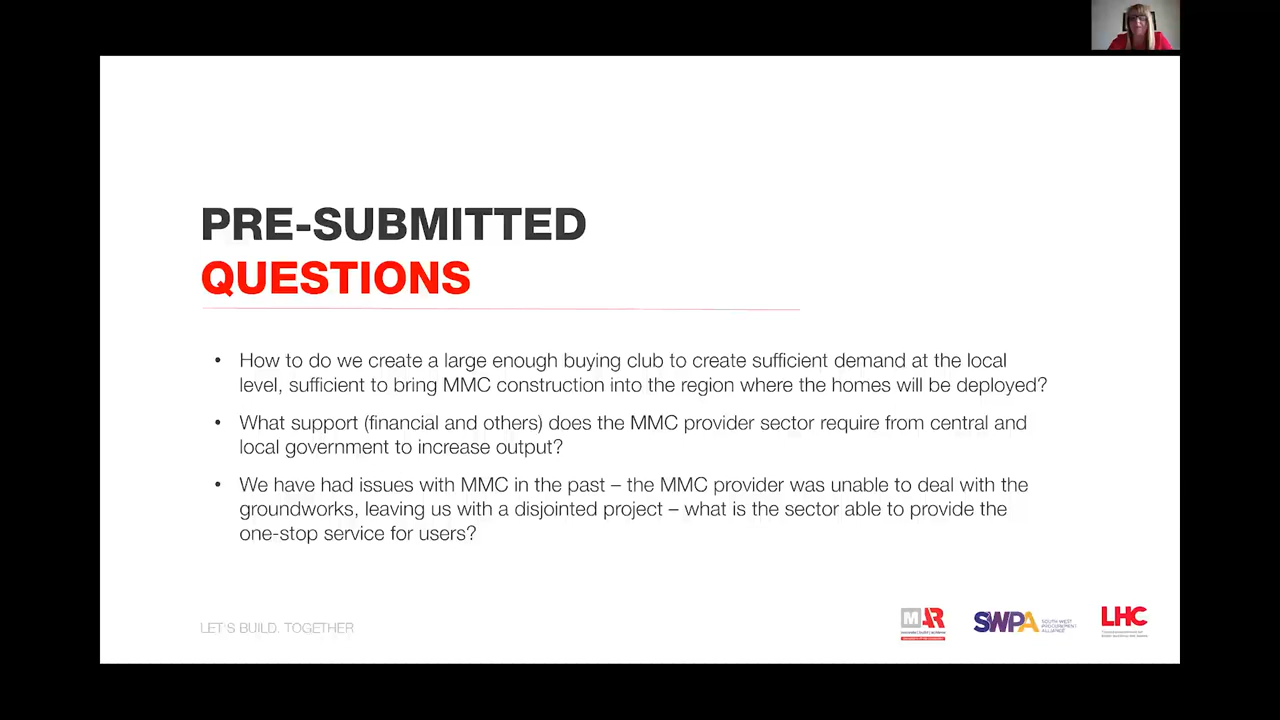 PRE-SUBMITTED
QUESTIONS
• How to do we create a large enough buying club to create sufficient demand at the local
level, sufficient to bring MMC construction into the region where the homes will be deployed?
• What support (financial and others) does the MMC provider sector require from central and
local government to increase output?
• We have had issues with MMC in the past – the MMC provider was unable to deal with the
groundworks, leaving us with a disjointed project – what is the sector able to provide the
one-stop service for users?
LET'S BUILD. TOGETHER
MAR
SWPA
SOUTH WEST
PROCUREMENT
ALLIANCE
LHC